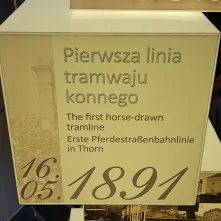 Pierwsza linia
tramwaju
konnego
The first horse-drawn
tramline
Erste Pferdestraßenbahnlinie
in Thorn
16.
05. 1891